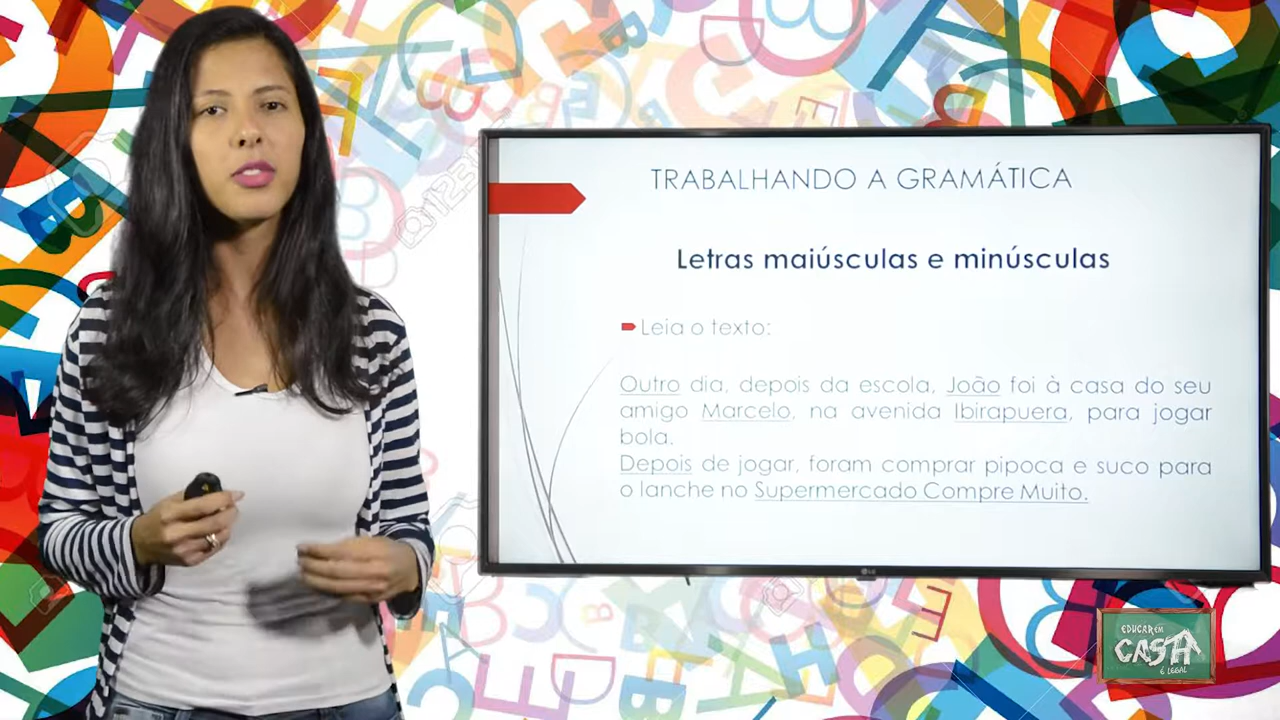 TRABALHANDO A GRAMÁTICA
Letras maiúsculas e minúsculas
Leia o texto:
Outro dia, depois da escola, João foi à casa do seu
amigo Marcelo, na avenida Ibirapuera, para jogar
bola.
Depois de jogar, foram comprar pipoca e suco para
o lanche no Supermercado Compre Muito.
LG
EDUCAR EM
CASA
É LEGAL